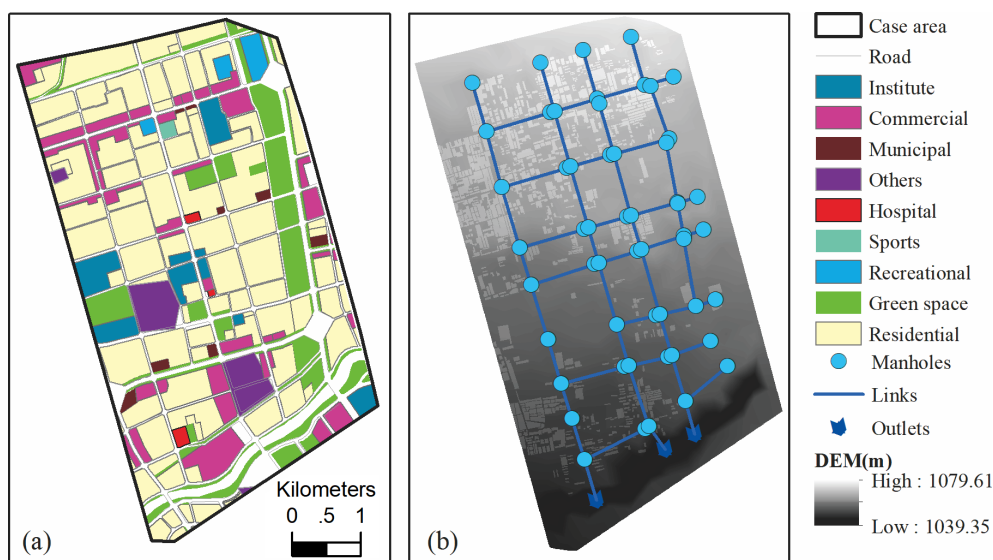 Kilometers
0 .5 1
(a)
(b)
Case area
Road
Institute
Commercial
Municipal
Others
Hospital
Sports
Recreational
Green space
Residential
Manholes
Links
Outlets
DEM(m)
High : 1079.61
Low : 1039.35